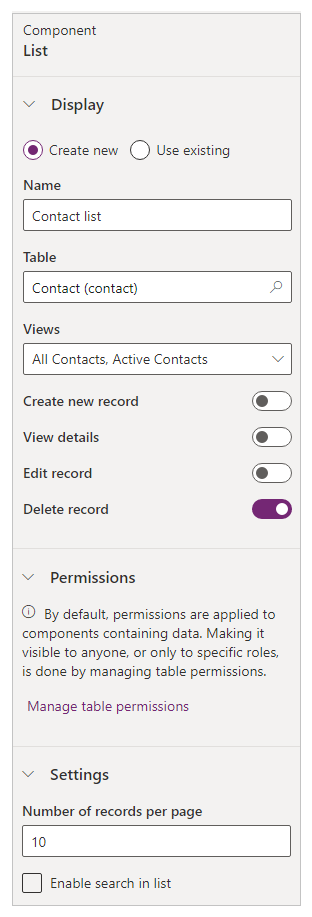 Component
List
Display
Create new Use existing
Name
Contact list
Table
Contact (contact)
Views
All Contacts, Active Contacts
Create new record
View details
Edit record
Delete record
Permissions
By default, permissions are applied to
components containing data. Making it
visible to anyone, or only to specific roles,
is done by managing table permissions.
Manage table permissions
Settings
Number of records per page
10
Enable search in list